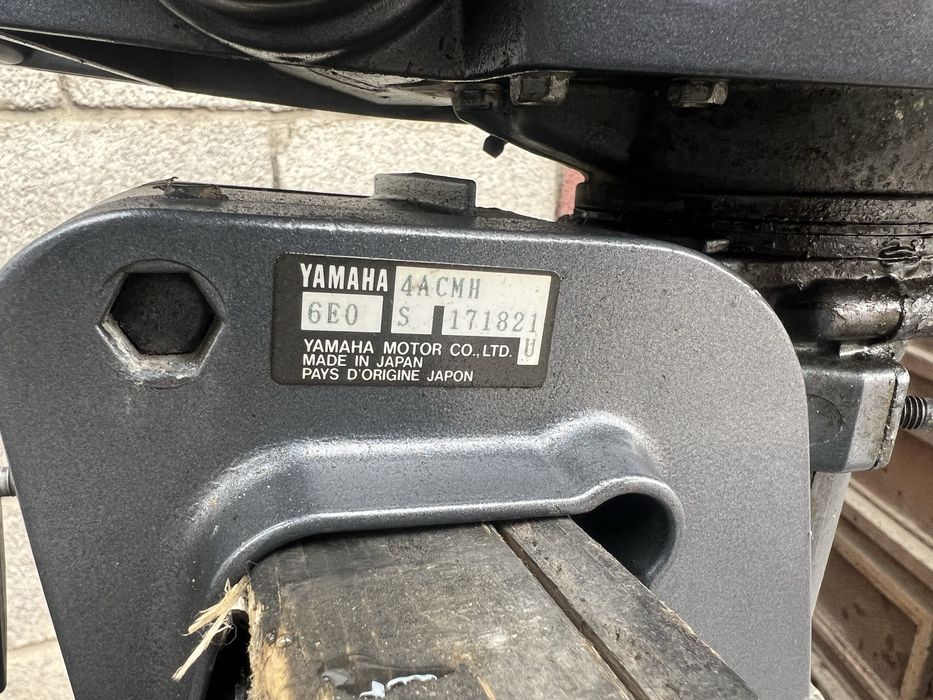 YAMAHA 4ACMH
6E0 S 171821
U
YAMAHA MOTOR CO., LTD.
MADE IN JAPAN
PAYS D'ORIGINE JAPON